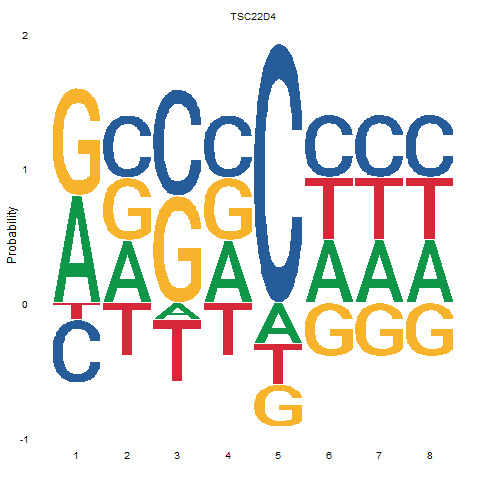 TSC22D4
2
1
0
-1
Probability
G C C C C C C C
A G G G A T T T
T A A A T A A A
C T T T G G G G
1 2 3 4 5 6 7 8